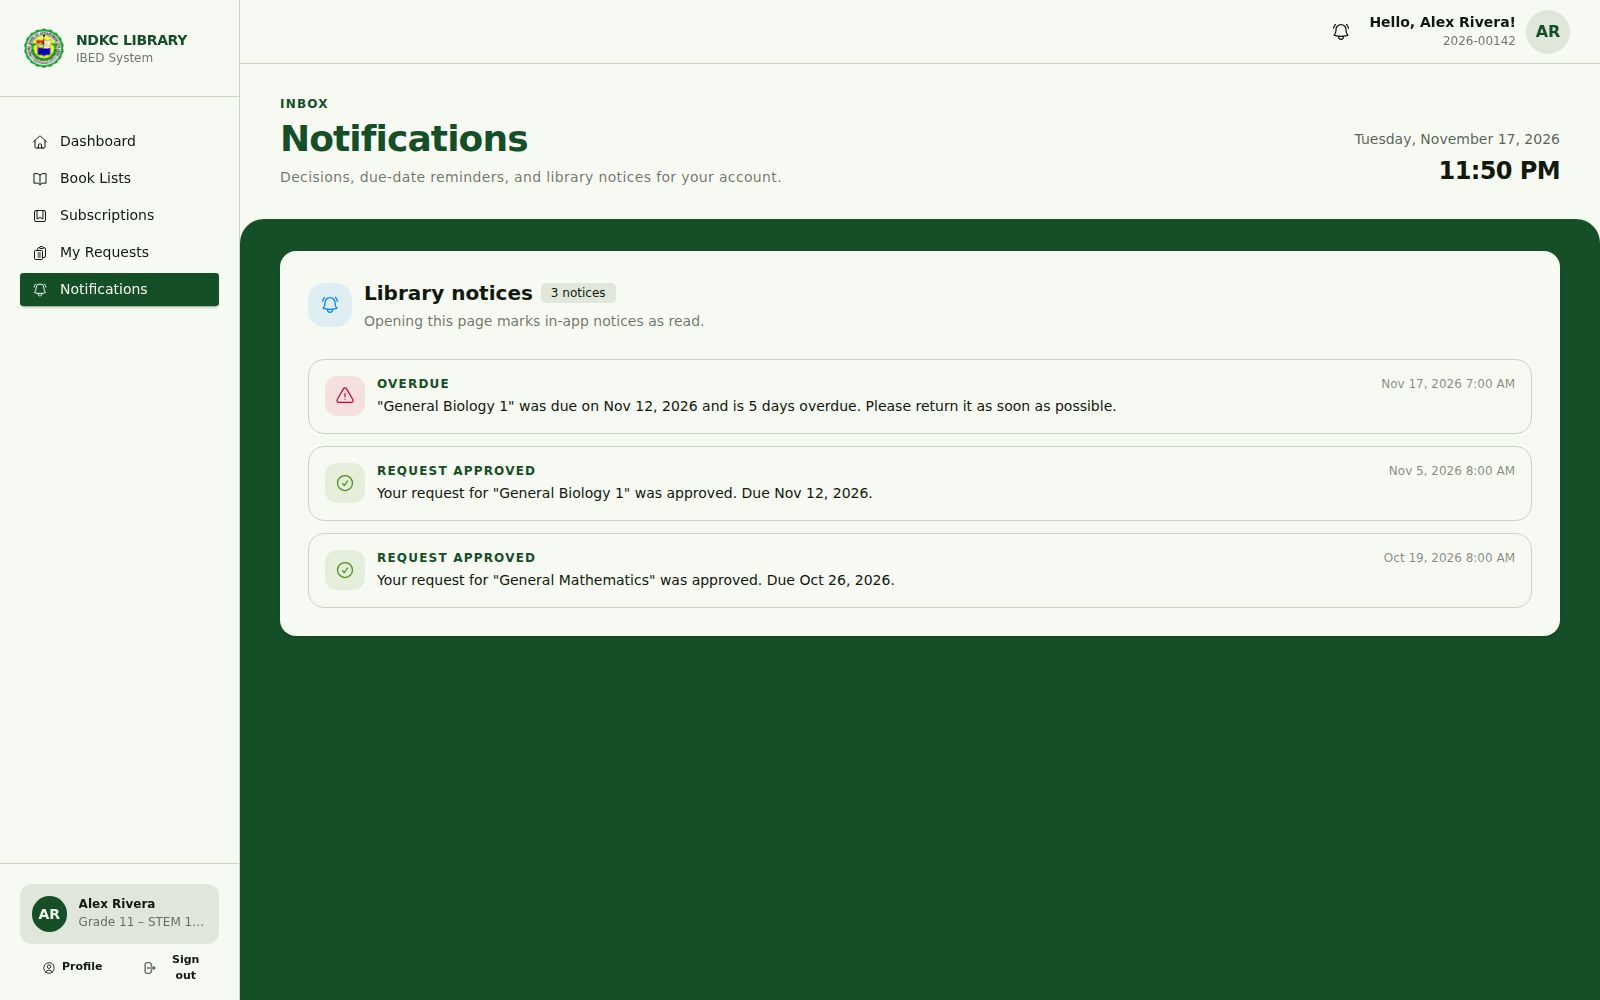 NDKC LIBRARY
IBED System
Hello, Alex Rivera!
2026-00142
AR
Dashboard
Book Lists
Subscriptions
My Requests
Notifications
INBOX
Notifications
Decisions, due-date reminders, and library notices for your account.
Tuesday, November 17, 2026
11:50 PM
Library notices
3 notices
Opening this page marks in-app notices as read.
OVERDUE
Nov 17, 2026 7:00 AM
"General Biology 1" was due on Nov 12, 2026 and is 5 days overdue. Please return it as soon as possible.
REQUEST APPROVED
Nov 5, 2026 8:00 AM
Your request for "General Biology 1" was approved. Due Nov 12, 2026.
REQUEST APPROVED
Oct 19, 2026 8:00 AM
Your request for "General Mathematics" was approved. Due Oct 26, 2026.
AR
Alex Rivera
Grade 11 – STEM 1...
Profile
Sign
out